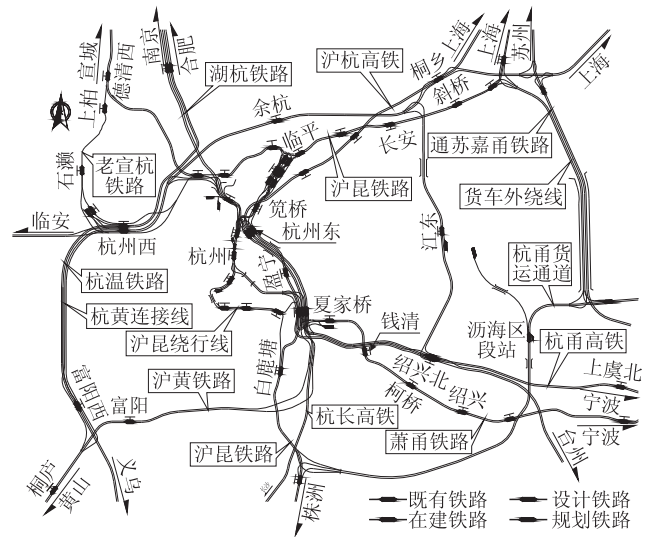 宣城
上柏
德清西
南京
合肥
湖杭铁路
沪杭高铁
桐乡
上海
上海
苏州
上海
斜桥
余杭
临平
长安
通苏嘉甬铁路
石濑
老宣杭
铁路
沪昆铁路
货车外绕线
笕桥
临安
杭州西
杭州东
杭州
江东
杭甬货
运通道
杭温铁路
盈宁
杭黄连接线
夏家桥
钱清
沥海区
段站
沪昆绕行线
杭甬高铁
白鹿塘
绍兴北
上虞北
沪黄铁路
富阳西
富阳
柯桥
绍兴
宁波
杭长高铁
萧甬铁路
宁波
沪昆铁路
台州
桐庐
黄山
义乌
株洲
既有铁路
设计铁路
在建铁路
规划铁路